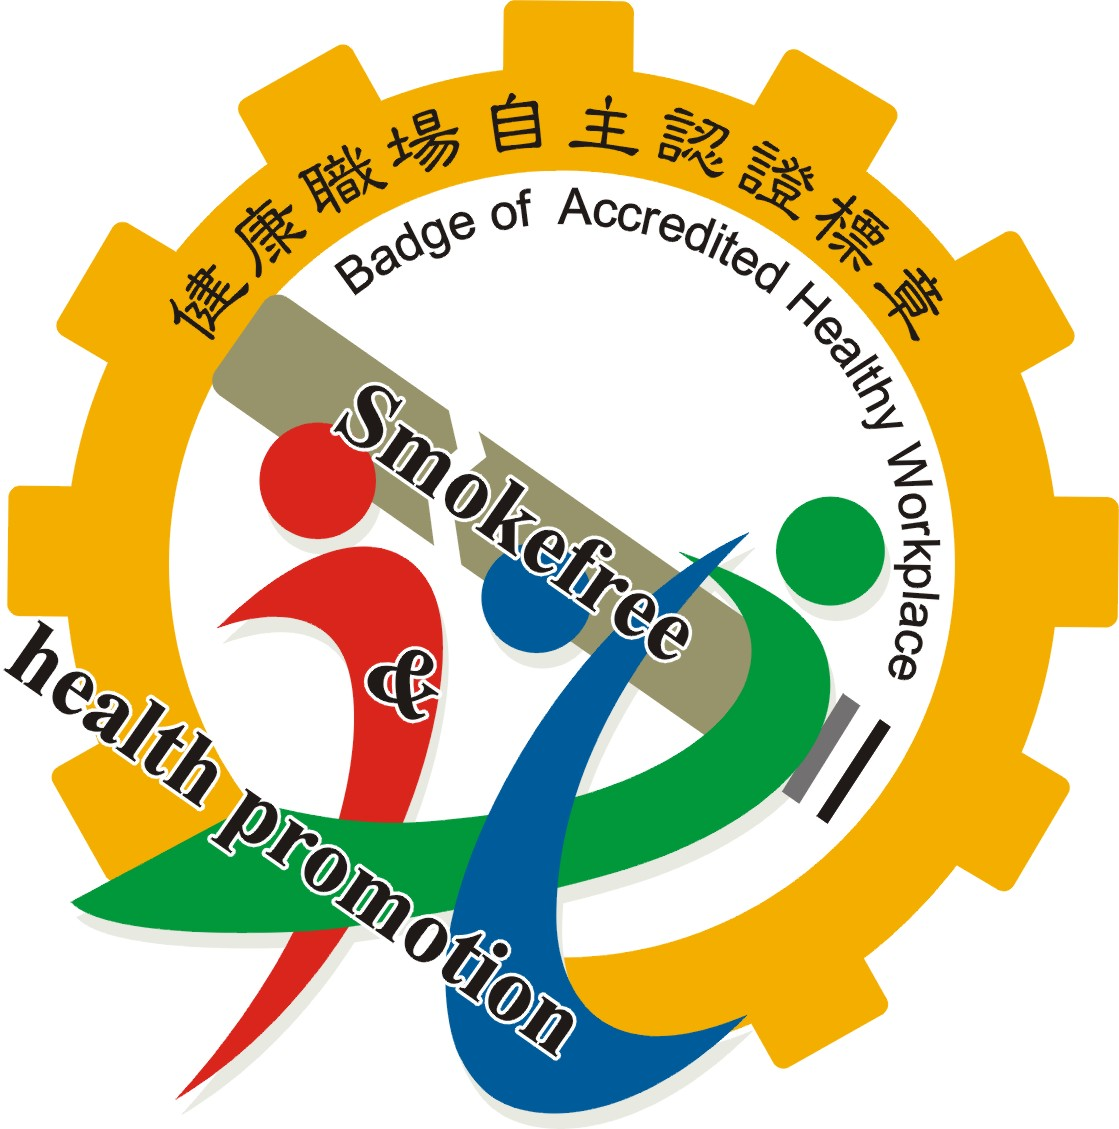 健康職場自主認證標章
Badge of Accredited Healthy Workplace
Smokefree
&
health promotion